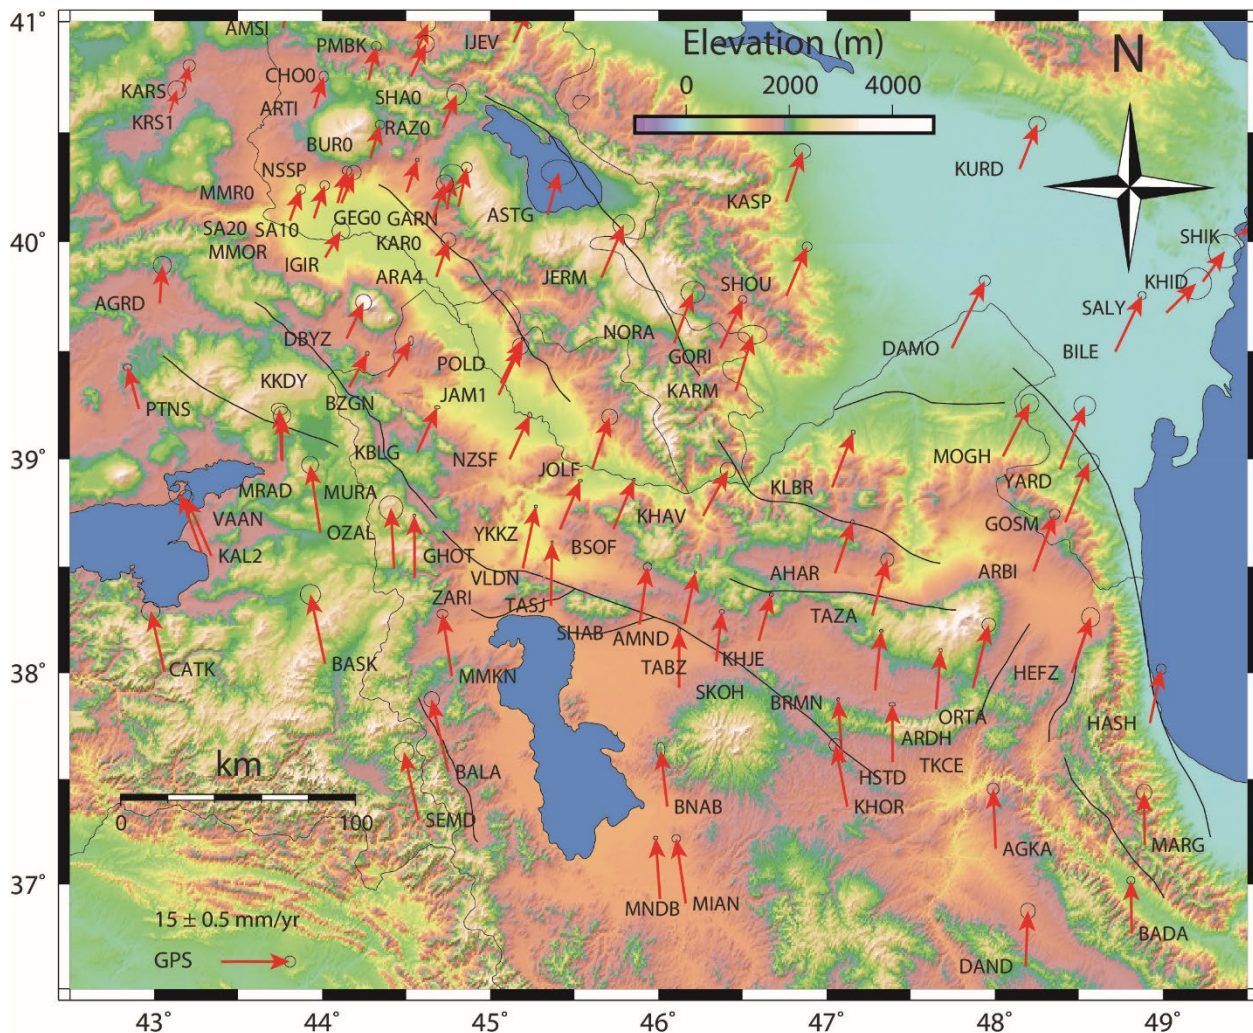 41°
AMSI
PMBK
IJEV
Elevation (m)
N
0 2000 4000
KARS
CHO0
ARTI
SHA0
KRS1
BUR0
RAZ0
KURD
NSSP
MMR0
GEG0
GARN
ASTG
KASP
SA20
SA10
40°
MMOR
IGIR
KAR0
ARA4
JERM
SHOU
SHIK
KHID
SALY
AGRD
DBYZ
NORA
GORI
DAMO
BILE
POLD
KKDY
BZGN
JAM1
KARM
PTNS
39°
KBLG
NZSF
JOLF
MOGH
MRAD
MURA
KLBR
YARD
VAAN
OZAL
YKKZ
KHAV
GOSM
KAL2
GHOT
BSOF
VLDN
AHAR
ARBI
ZARI
TASJ
SHAB
AMND
TAZA
38°
CATK
BASK
MMKN
TABZ
KHJE
SKOH
HEFZ
BRMN
ORTA
HASH
ARDH
km
BALA
HSTD
TKCE
0 100
SEMD
BNAB
KHOR
AGKA
MARG
37°
MNDB
MIAN
15 ± 0.5 mm/yr
BADA
GPS
DAND
43° 44° 45° 46° 47° 48° 49°